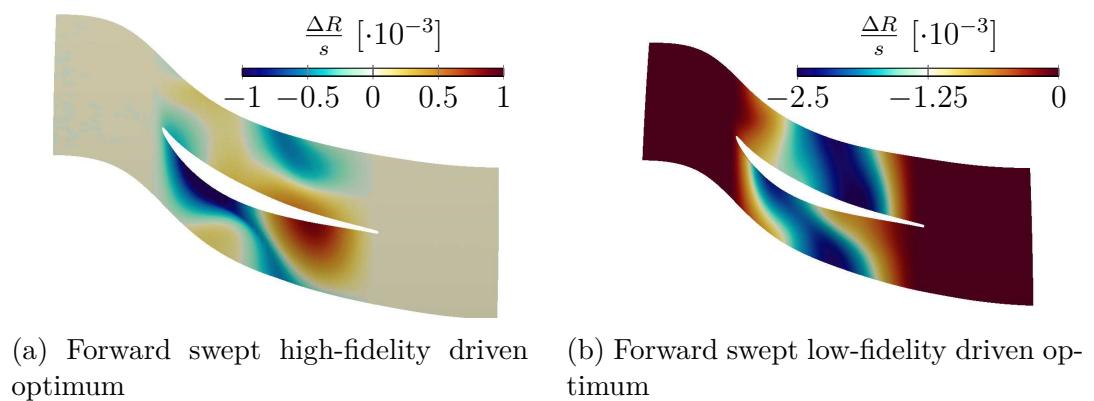 ΔR/s [·10⁻³]
−1 −0.5 0 0.5 1
ΔR/s [·10⁻³]
−2.5 −1.25 0
(a) Forward swept high-fidelity driven
optimum
(b) Forward swept low-fidelity driven op-
timum